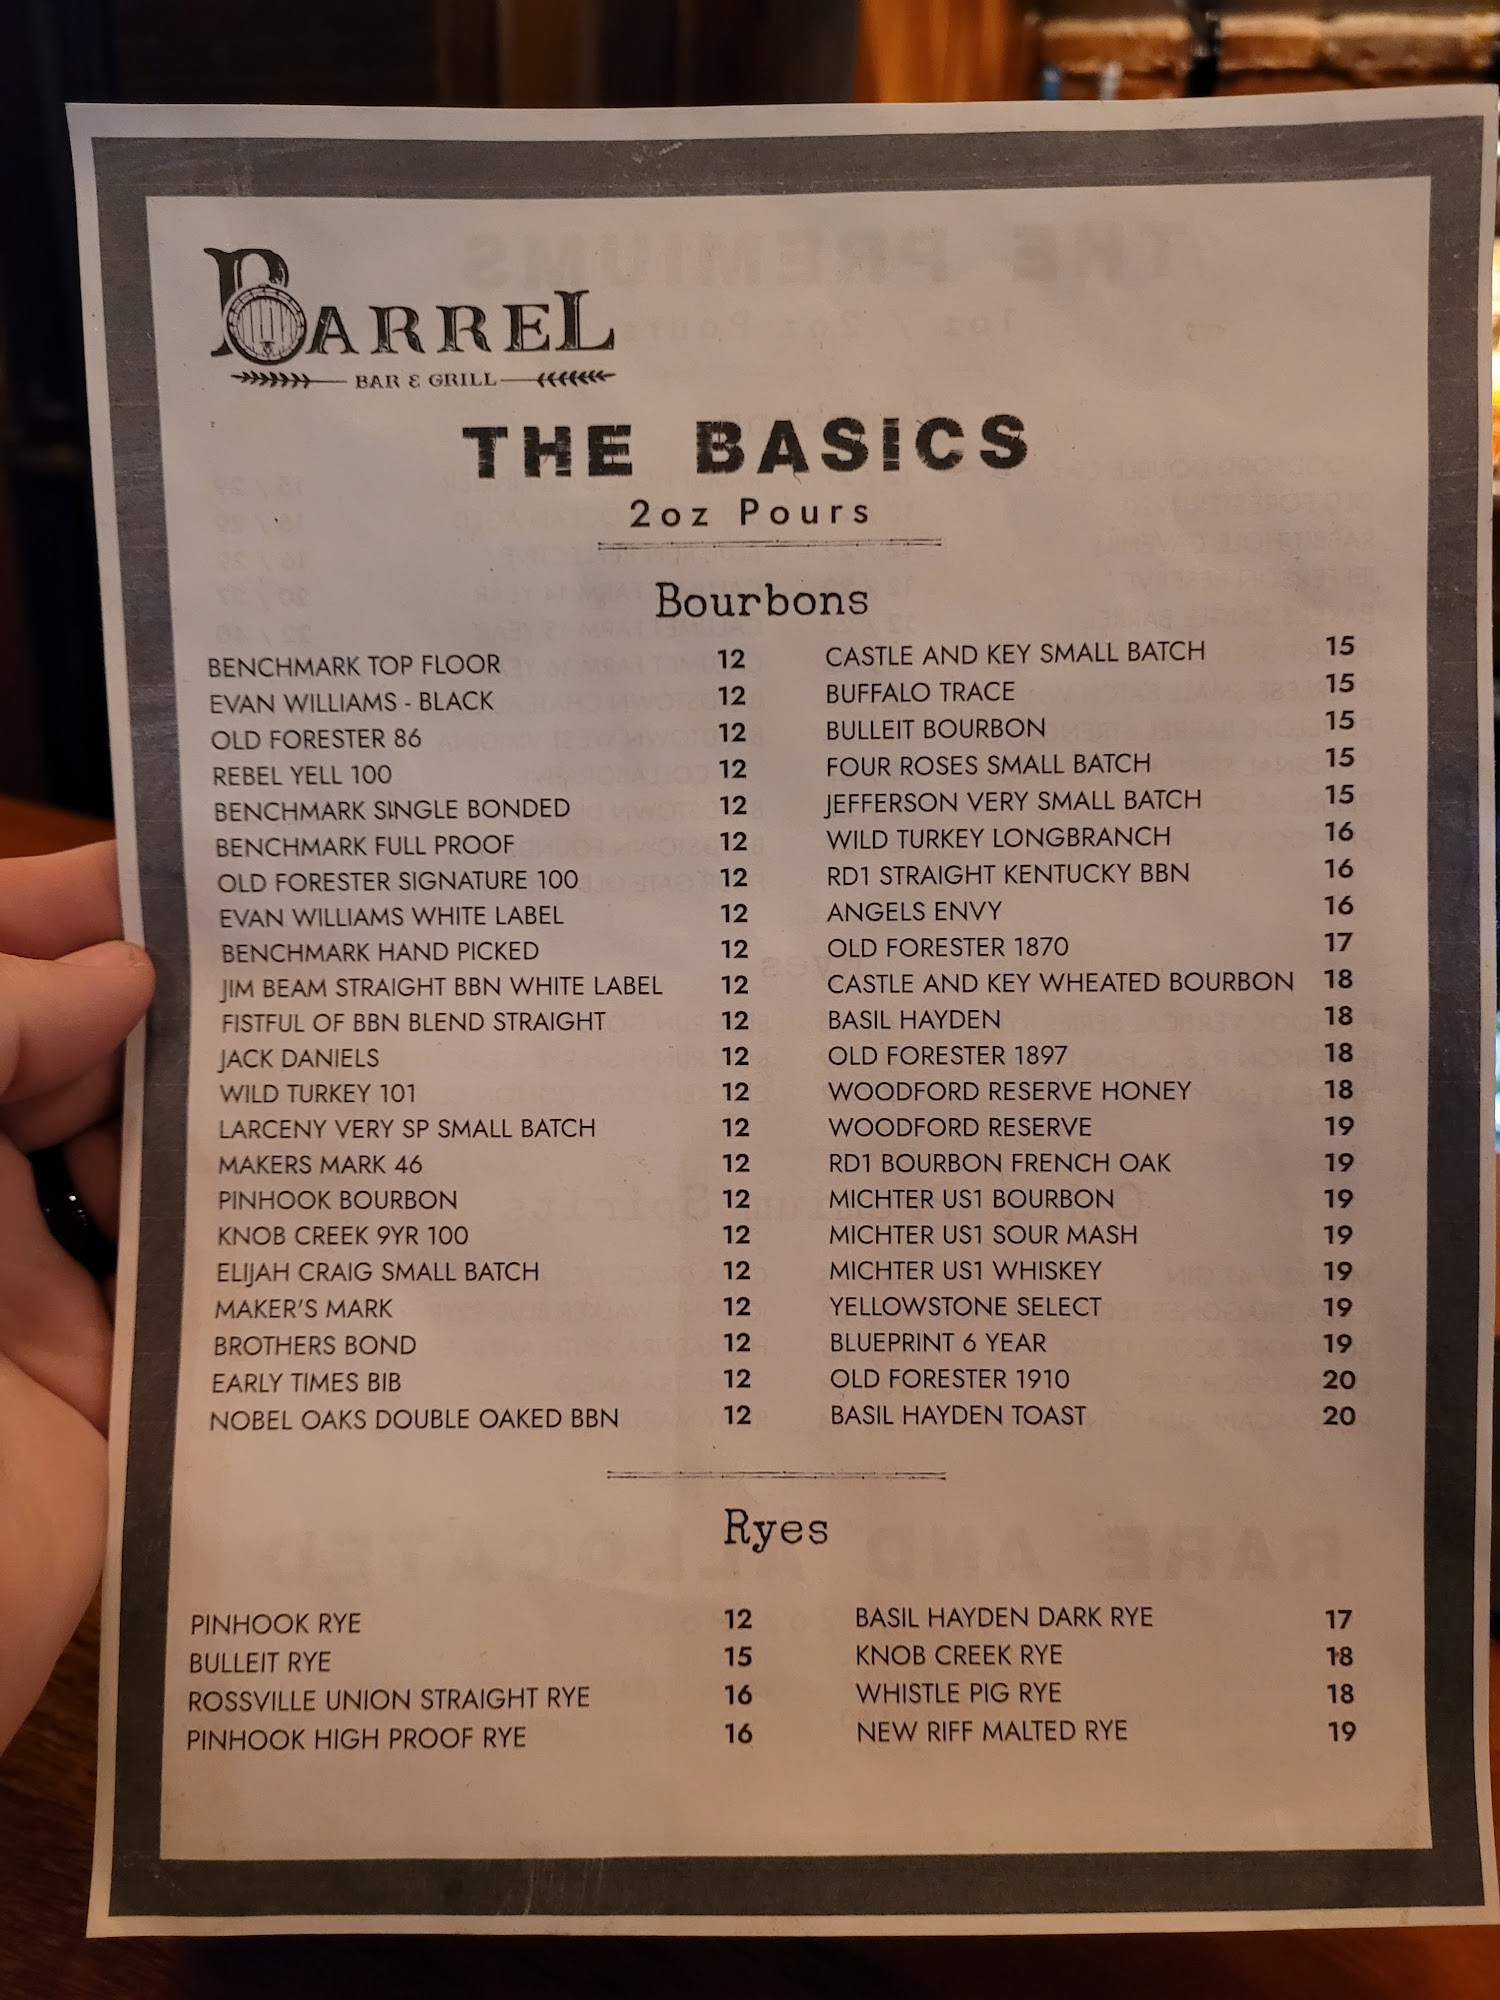 BARREL
BAR & GRILL
THE BASICS
2oz Pours
Bourbons
BENCHMARK TOP FLOOR 12
EVAN WILLIAMS - BLACK 12
OLD FORESTER 86 12
REBEL YELL 100 12
BENCHMARK SINGLE BONDED 12
BENCHMARK FULL PROOF 12
OLD FORESTER SIGNATURE 100 12
EVAN WILLIAMS WHITE LABEL 12
BENCHMARK HAND PICKED 12
JIM BEAM STRAIGHT BBN WHITE LABEL 12
FISTFUL OF BBN BLEND STRAIGHT 12
JACK DANIELS 12
WILD TURKEY 101 12
LARCENY VERY SP SMALL BATCH 12
MAKERS MARK 46 12
PINHOOK BOURBON 12
KNOB CREEK 9YR 100 12
ELIJAH CRAIG SMALL BATCH 12
MAKER'S MARK 12
BROTHERS BOND 12
EARLY TIMES BIB 12
NOBEL OAKS DOUBLE OAKED BBN 12
CASTLE AND KEY SMALL BATCH 15
BUFFALO TRACE 15
BULLEIT BOURBON 15
FOUR ROSES SMALL BATCH 15
JEFFERSON VERY SMALL BATCH 15
WILD TURKEY LONGBRANCH 16
RD1 STRAIGHT KENTUCKY BBN 16
ANGELS ENVY 16
OLD FORESTER 1870 17
CASTLE AND KEY WHEATED BOURBON 18
BASIL HAYDEN 18
OLD FORESTER 1897 18
WOODFORD RESERVE HONEY 18
WOODFORD RESERVE 19
RD1 BOURBON FRENCH OAK 19
MICHTER US1 BOURBON 19
MICHTER US1 SOUR MASH 19
MICHTER US1 WHISKEY 19
YELLOWSTONE SELECT 19
BLUEPRINT 6 YEAR 19
OLD FORESTER 1910 20
BASIL HAYDEN TOAST 20
Ryes
PINHOOK RYE 12
BULLEIT RYE 15
ROSSVILLE UNION STRAIGHT RYE 16
PINHOOK HIGH PROOF RYE 16
BASIL HAYDEN DARK RYE 17
KNOB CREEK RYE 18
WHISTLE PIG RYE 18
NEW RIFF MALTED RYE 19